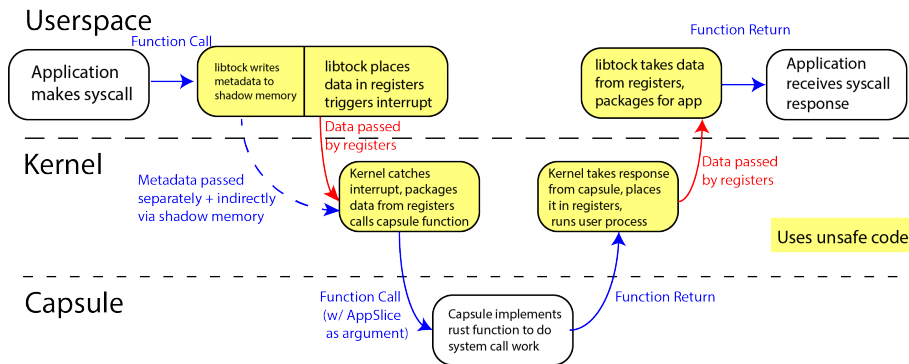 Userspace
Function Call
Function Return
Application
makes syscall
libtock writes
metadata to
shadow memory
libtock places
data in registers
triggers interrupt
libtock takes data
from registers,
packages for app
Application
receives syscall
response
Data passed
by registers
Kernel
Metadata passed
separately + indirectly
via shadow memory
Kernel catches
interrupt, packages
data from registers
calls capsule function
Kernel takes response
from capsule, places
it in registers,
runs user process
Data passed
by registers
Uses unsafe code
Capsule
Function Call
(w/ AppSlice
as argument)
Capsule implements
rust function to do
system call work
Function Return